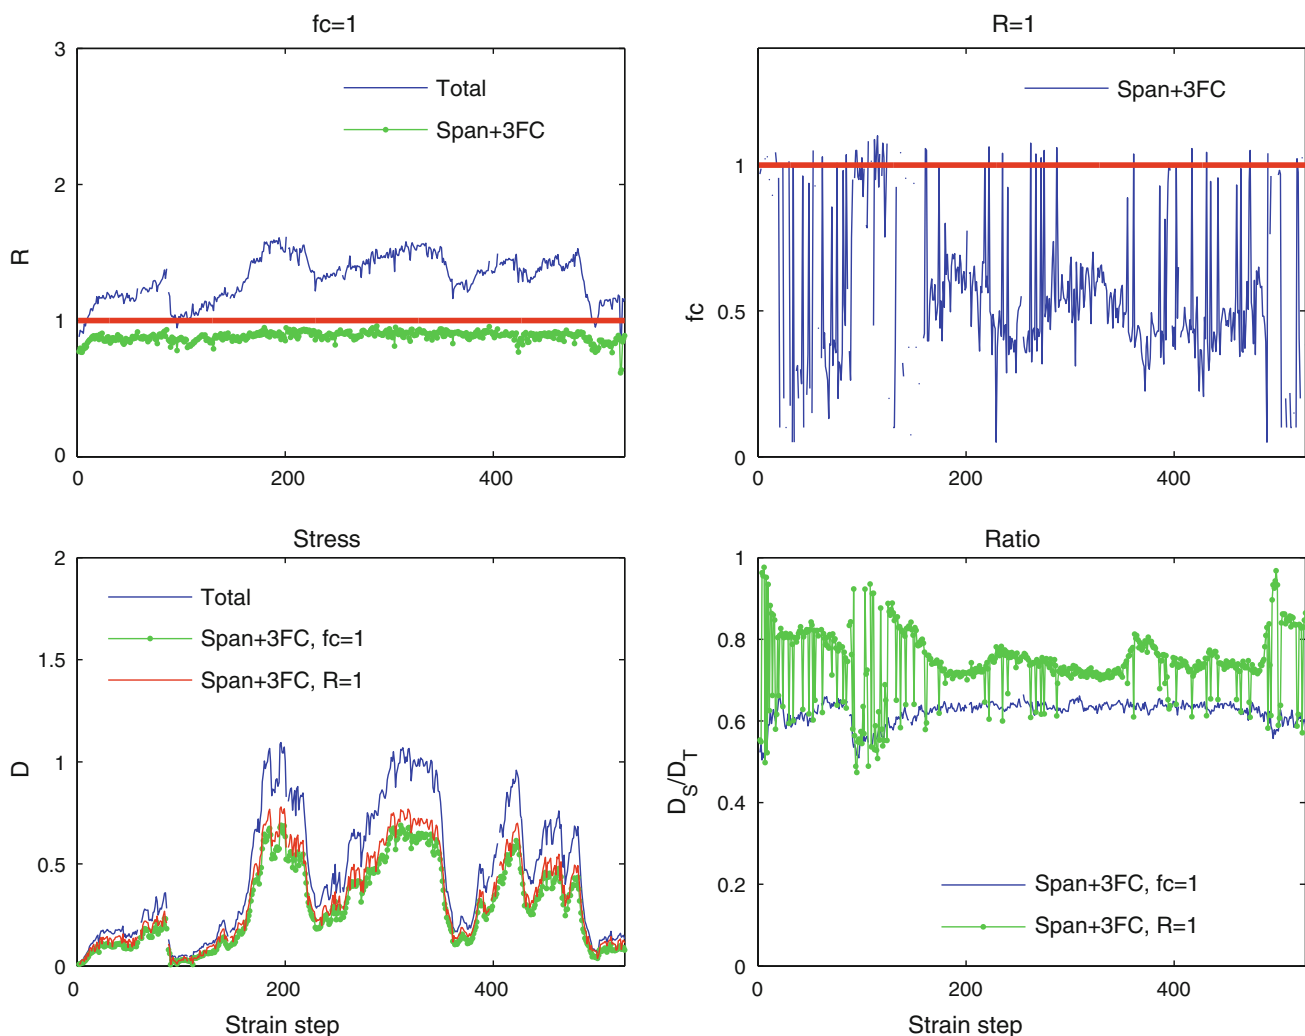 fc=1
3
2
1
0
R
0
200
400
Total
Span+3FC
R=1
1
0.5
0
fc
0
200
400
Span+3FC
Stress
2
1.5
1
0.5
0
D
0
200
400
Strain step
Total
Span+3FC, fc=1
Span+3FC, R=1
Ratio
1
0.8
0.6
0.4
0.2
0
D_S/D_T
0
200
400
Strain step
Span+3FC, fc=1
Span+3FC, R=1